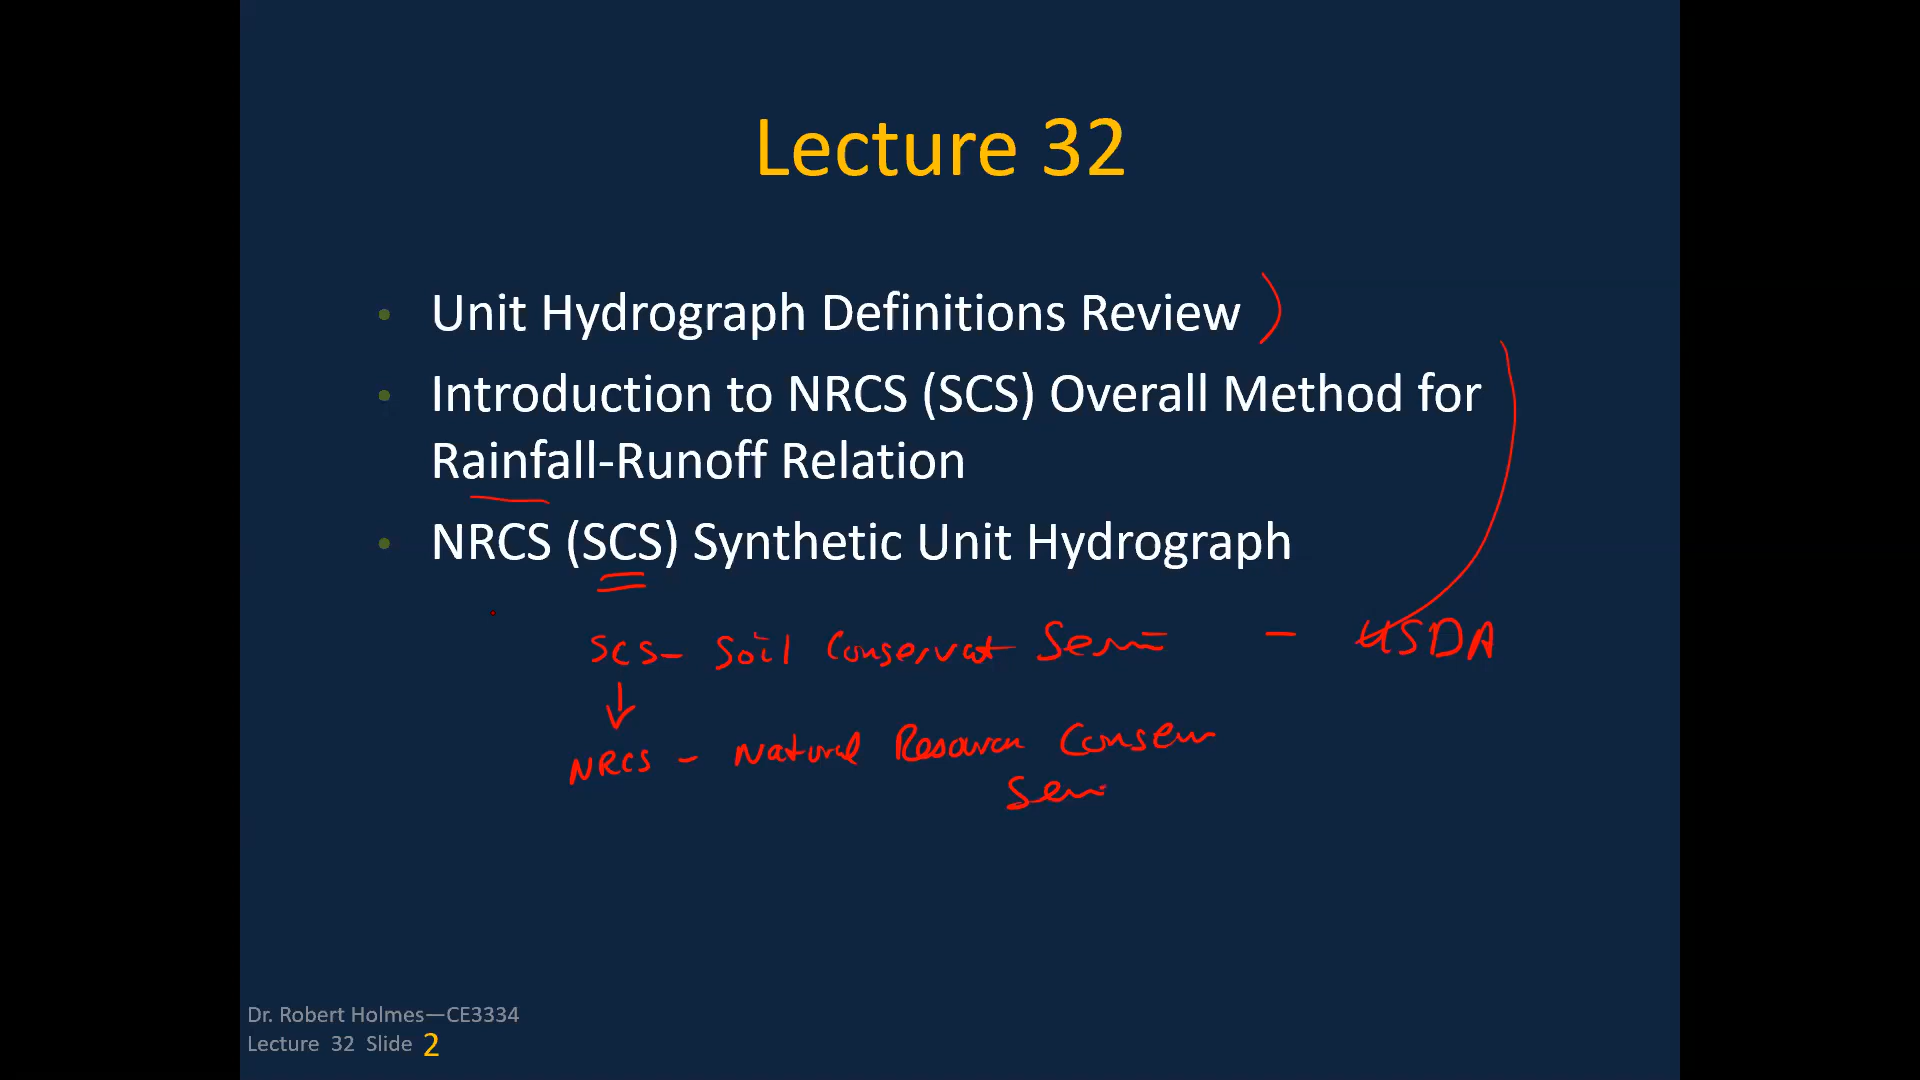 Lecture 32
• Unit Hydrograph Definitions Review
• Introduction to NRCS (SCS) Overall Method for
Rainfall-Runoff Relation
• NRCS (SCS) Synthetic Unit Hydrograph
SCS- Soil Conservat - USDA
NRCS - Natural
Dr. Robert Holmes—CE3334
Lecture 32 Slide 2